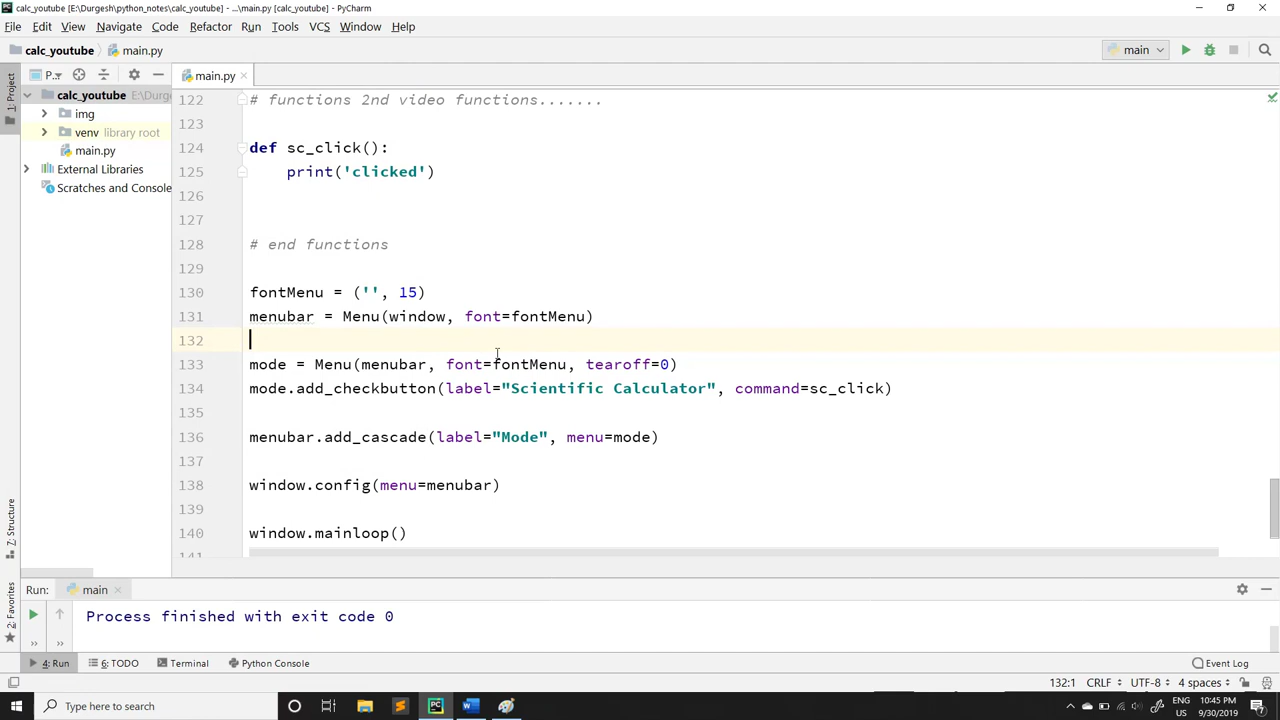 calc_youtube [E:\Durgesh\python_notes\calc_youtube] - ...\main.py [calc_youtube] - PyCharm
File Edit View Navigate Code Refactor Run Tools VCS Window Help
calc_youtube main.py main
1: Project
P... main.py
calc_youtube E:\Durge
img
venv library root
main.py
External Libraries
Scratches and Console
122 # functions 2nd video functions.......
123
124 def sc_click():
125 print('clicked')
126
127
128 # end functions
129
130 fontMenu = ('', 15)
131 menubar = Menu(window, font=fontMenu)
132
133 mode = Menu(menubar, font=fontMenu, tearoff=0)
134 mode.add_checkbutton(label="Scientific Calculator", command=sc_click)
135
136 menubar.add_cascade(label="Mode", menu=mode)
137
138 window.config(menu=menubar)
139
140 window.mainloop()
141
7: Structure
2: Favorites
Run: main
Process finished with exit code 0
4: Run 6: TODO Terminal Python Console Event Log
132:1 CRLF UTF-8 4 spaces
Type here to search
ENG
US
10:45 PM
9/30/2019
7